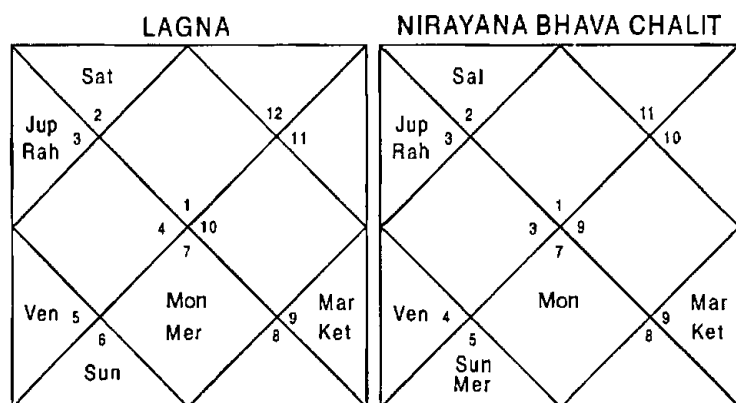 LAGNA
Sat
2
12
Jup
Rah
3
11
1
4
10
7
Ven
5
Mon
Mer
9
Mar
Ket
6
8
Sun
NIRAYANA BHAVA CHALIT
Sal
2
11
Jup
Rah
3
10
1
3
9
7
Ven
4
Mon
9
Mar
Ket
5
8
Sun
Mer